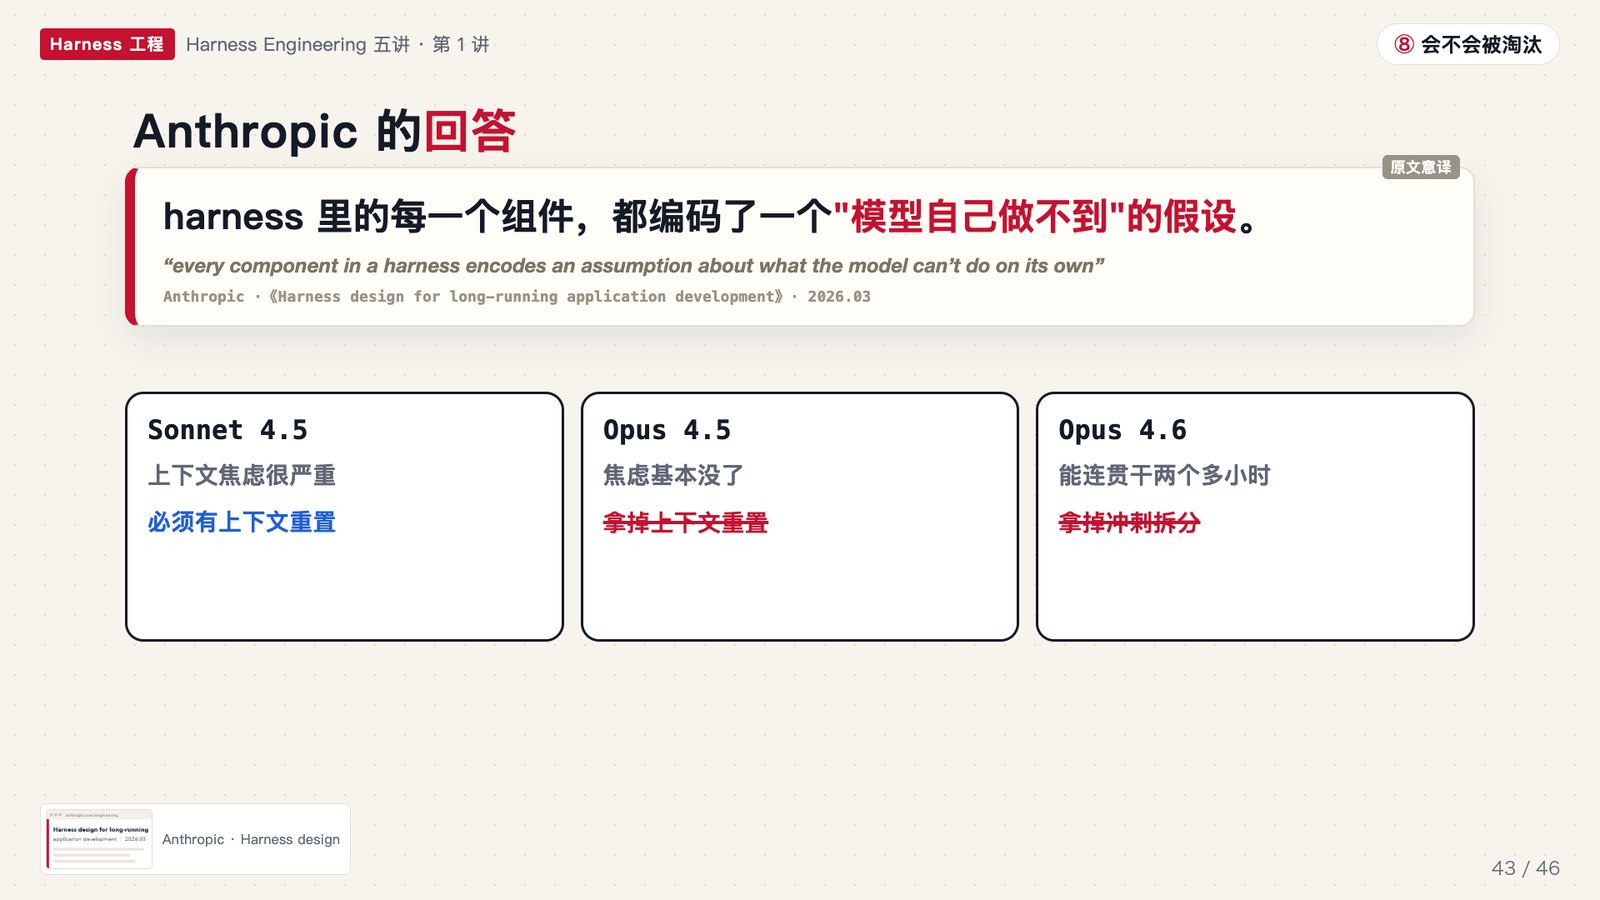 Harness 工程 Harness Engineering 五讲 · 第 1 讲
⑧ 会不会被淘汰
Anthropic 的回答
原文意译
harness 里的每一个组件，都编码了一个"模型自己做不到"的假设。
“every component in a harness encodes an assumption about what the model can’t do on its own”
Anthropic ·《Harness design for long-running application development》· 2026.03
Sonnet 4.5
上下文焦虑很严重
必须有上下文重置
Opus 4.5
焦虑基本没了
拿掉上下文重置
Opus 4.6
能连贯干两个多小时
拿掉冲刺拆分
anthropic.com/engineering
Harness design for long-running
application development · 2026.03
Anthropic · Harness design
43 / 46